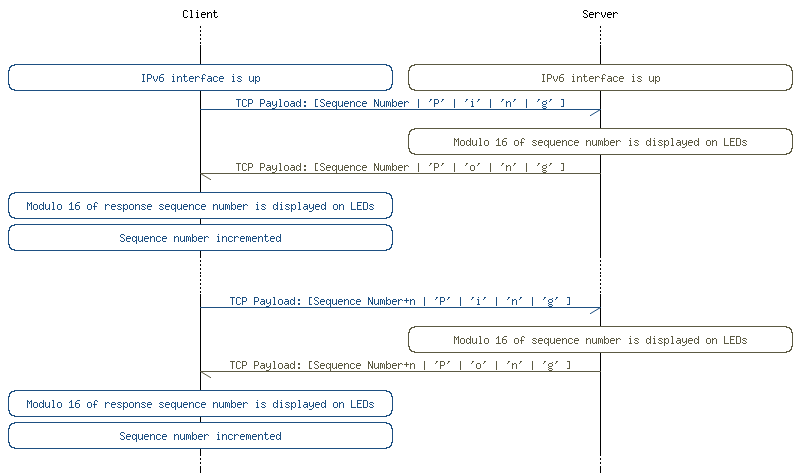 Client Server
IPv6 interface is up IPv6 interface is up
TCP Payload: [Sequence Number | 'P' | 'i' | 'n' | 'g' ]
Modulo 16 of sequence number is displayed on LEDs
TCP Payload: [Sequence Number | 'P' | 'o' | 'n' | 'g' ]
Modulo 16 of response sequence number is displayed on LEDs
Sequence number incremented
TCP Payload: [Sequence Number+n | 'P' | 'i' | 'n' | 'g' ]
Modulo 16 of sequence number is displayed on LEDs
TCP Payload: [Sequence Number+n | 'P' | 'o' | 'n' | 'g' ]
Modulo 16 of response sequence number is displayed on LEDs
Sequence number incremented